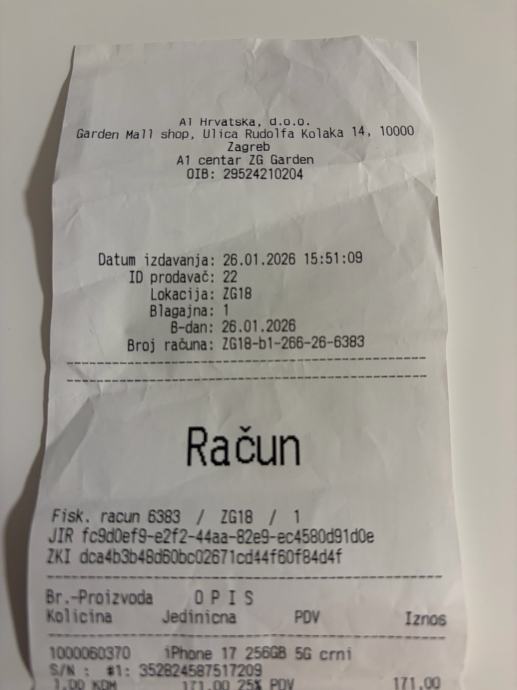 A1 Hrvatska, d.o.o.
Garden Mall shop, Ulica Rudolfa Kolaka 14, 10000
Zagreb
A1 centar ZG Garden
OIB: 29524210204
Datum izdavanja: 26.01.2026 15:51:09
ID prodavač: 22
Lokacija: ZG18
Blagajna: 1
B-dan: 26.01.2026
Broj računa: ZG18-b1-266-26-6383
Račun
Fisk. racun 6383 / ZG18 / 1
JIR fc9d0ef9-e2f2-44aa-82e9-ec4580d91d0e
ZKI dca4b3b48d60bc02671cd44f60f84d4f
Br.-Proizvoda O P I S
Kolicina Jedinicna PDV Iznos
1000060370 iPhone 17 256GB 5G crni
S/N : #1: 352824587517209
1.00 KOM 171.00 25% PDV 171.00